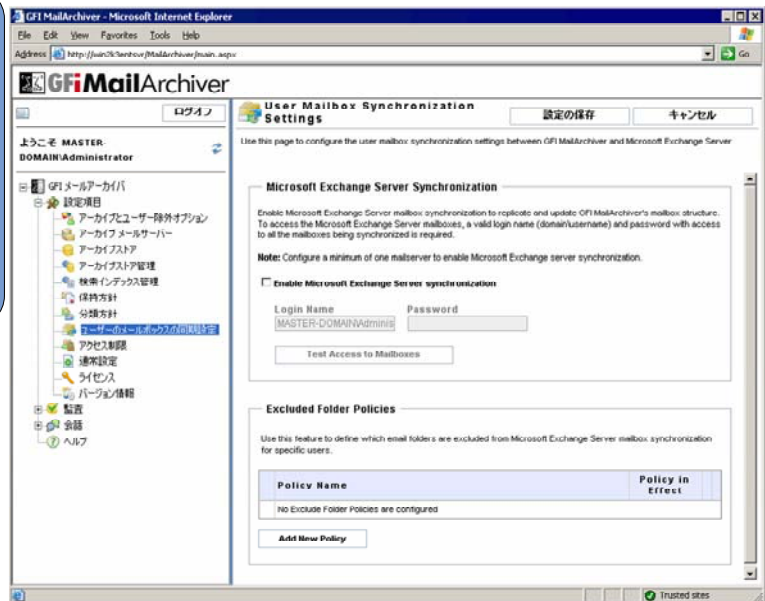 GFI MailArchiver - Microsoft Internet Explorer
File Edit View Favorites Tools Help
Address http://win2k3entsvr/MailArchiver/main.aspx
Go
GFi MailArchiver
ログオフ
ようこそ MASTER-
DOMAIN\Administrator
GFI メールアーカイバ
設定項目
アーカイブとユーザー除外オプション
アーカイブ メールサーバー
アーカイブストア
アーカイブストア管理
検索インデックス管理
保持方針
分類方針
ユーザーのメールボックスの同期設定
アクセス制限
通常設定
ライセンス
バージョン情報
監査
会話
ヘルプ
User Mailbox Synchronization
Settings
設定の保存
キャンセル
Use this page to configure the user mailbox synchronization settings between GFI MailArchiver and Microsoft Exchange Server
Microsoft Exchange Server Synchronization
Enable Microsoft Exchange Server mailbox synchronization to replicate and update GFI MailArchiver's mailbox structure.
To access the Microsoft Exchange Server mailboxes, a valid login name (domain\username) and password with access
to all the mailboxes being synchronized is required.
Note: Configure a minimum of one mailserver to enable Microsoft Exchange server synchronization.
Enable Microsoft Exchange Server synchronization
Login Name Password
MASTER-DOMAIN\Adminis
Test Access to Mailboxes
Excluded Folder Policies
Use this feature to define which email folders are excluded from Microsoft Exchange Server mailbox synchronization
for specific users.
Policy Name
Policy in
Effect
No Exclude Folder Policies are configured
Add New Policy
Trusted sites